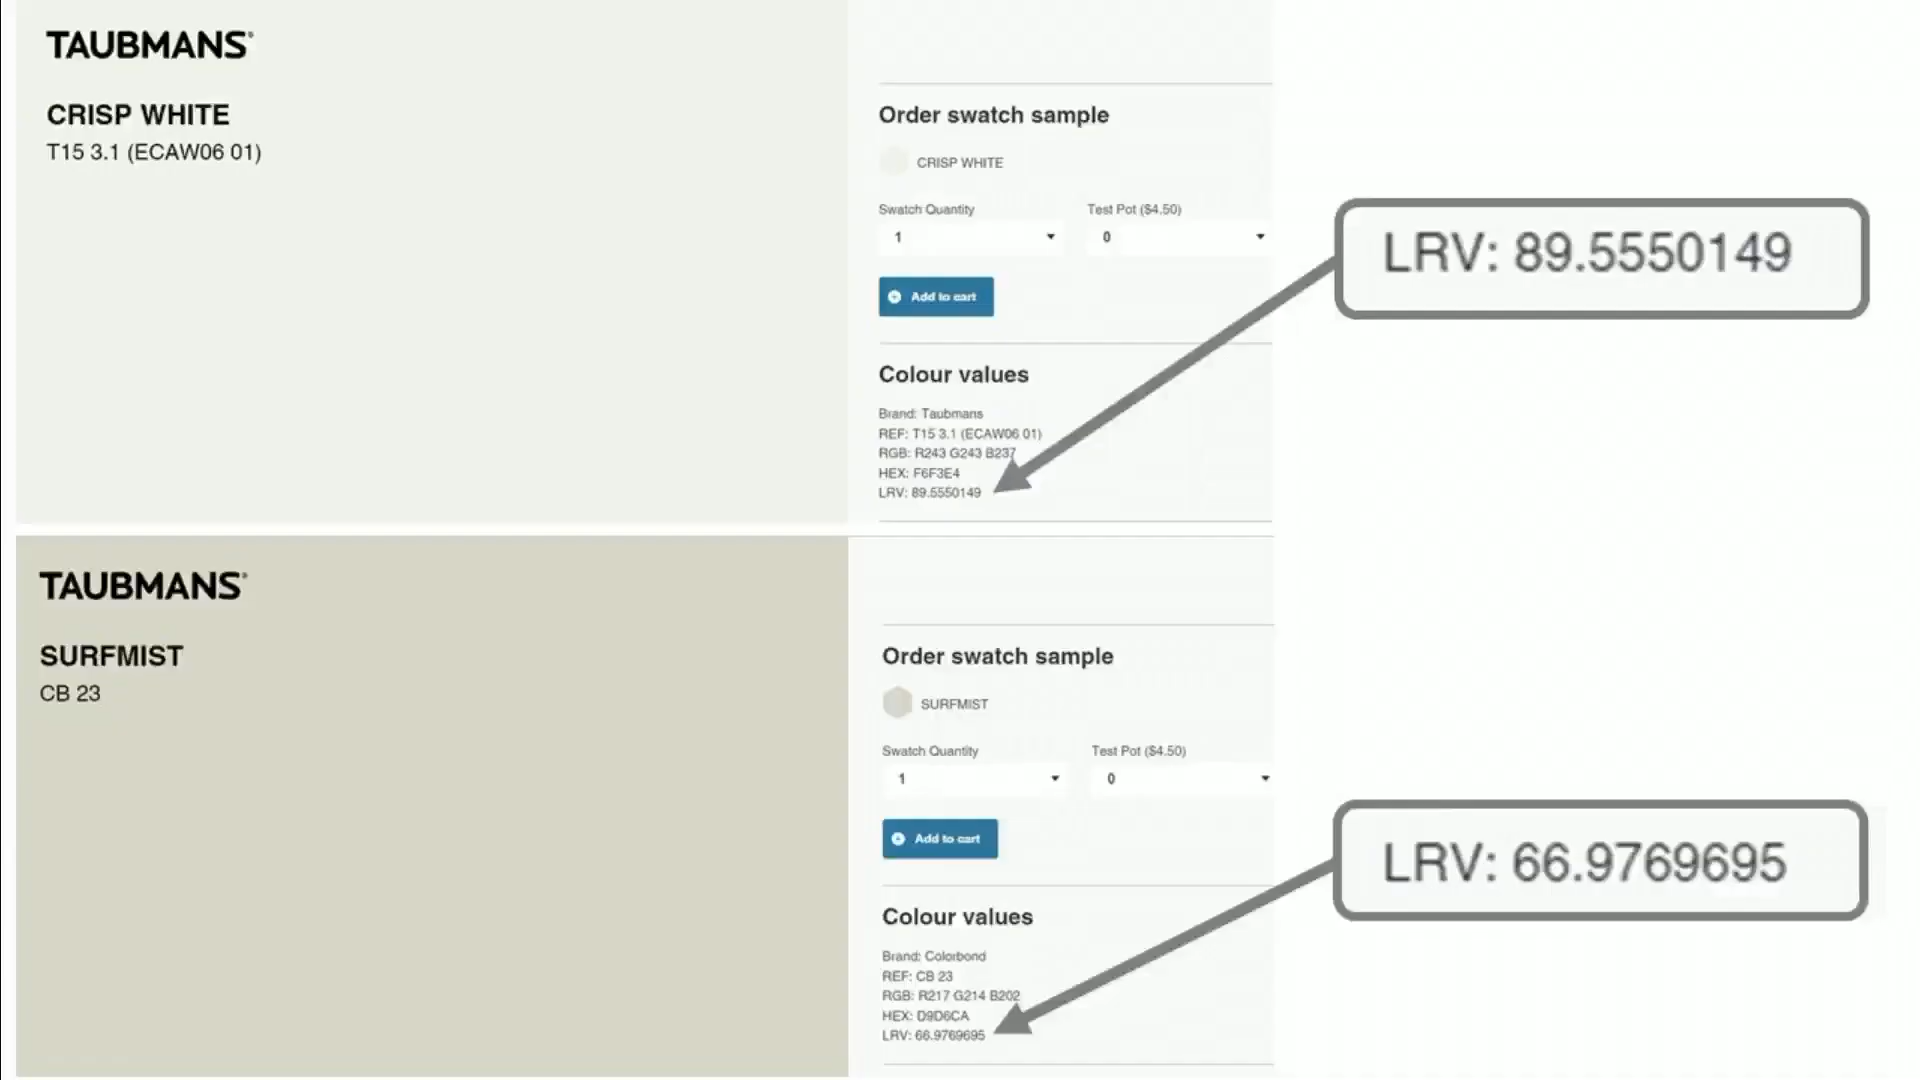 TAUBMANS®
CRISP WHITE
T15 3.1 (ECAW06 01)
Order swatch sample
CRISP WHITE
Swatch Quantity
Test Pot ($4.50)
1
0
Add to cart
Colour values
Brand: Taubmans
REF: T15 3.1 (ECAW06 01)
RGB: R243 G243 B237
HEX: F6F3E4
LRV: 89.5550149
LRV: 89.5550149
TAUBMANS®
SURFMIST
CB 23
Order swatch sample
SURFMIST
Swatch Quantity
Test Pot ($4.50)
1
0
Add to cart
Colour values
Brand: Colorbond
REF: CB 23
RGB: R217 G214 B202
HEX: D9D6CA
LRV: 66.9769695
LRV: 66.9769695